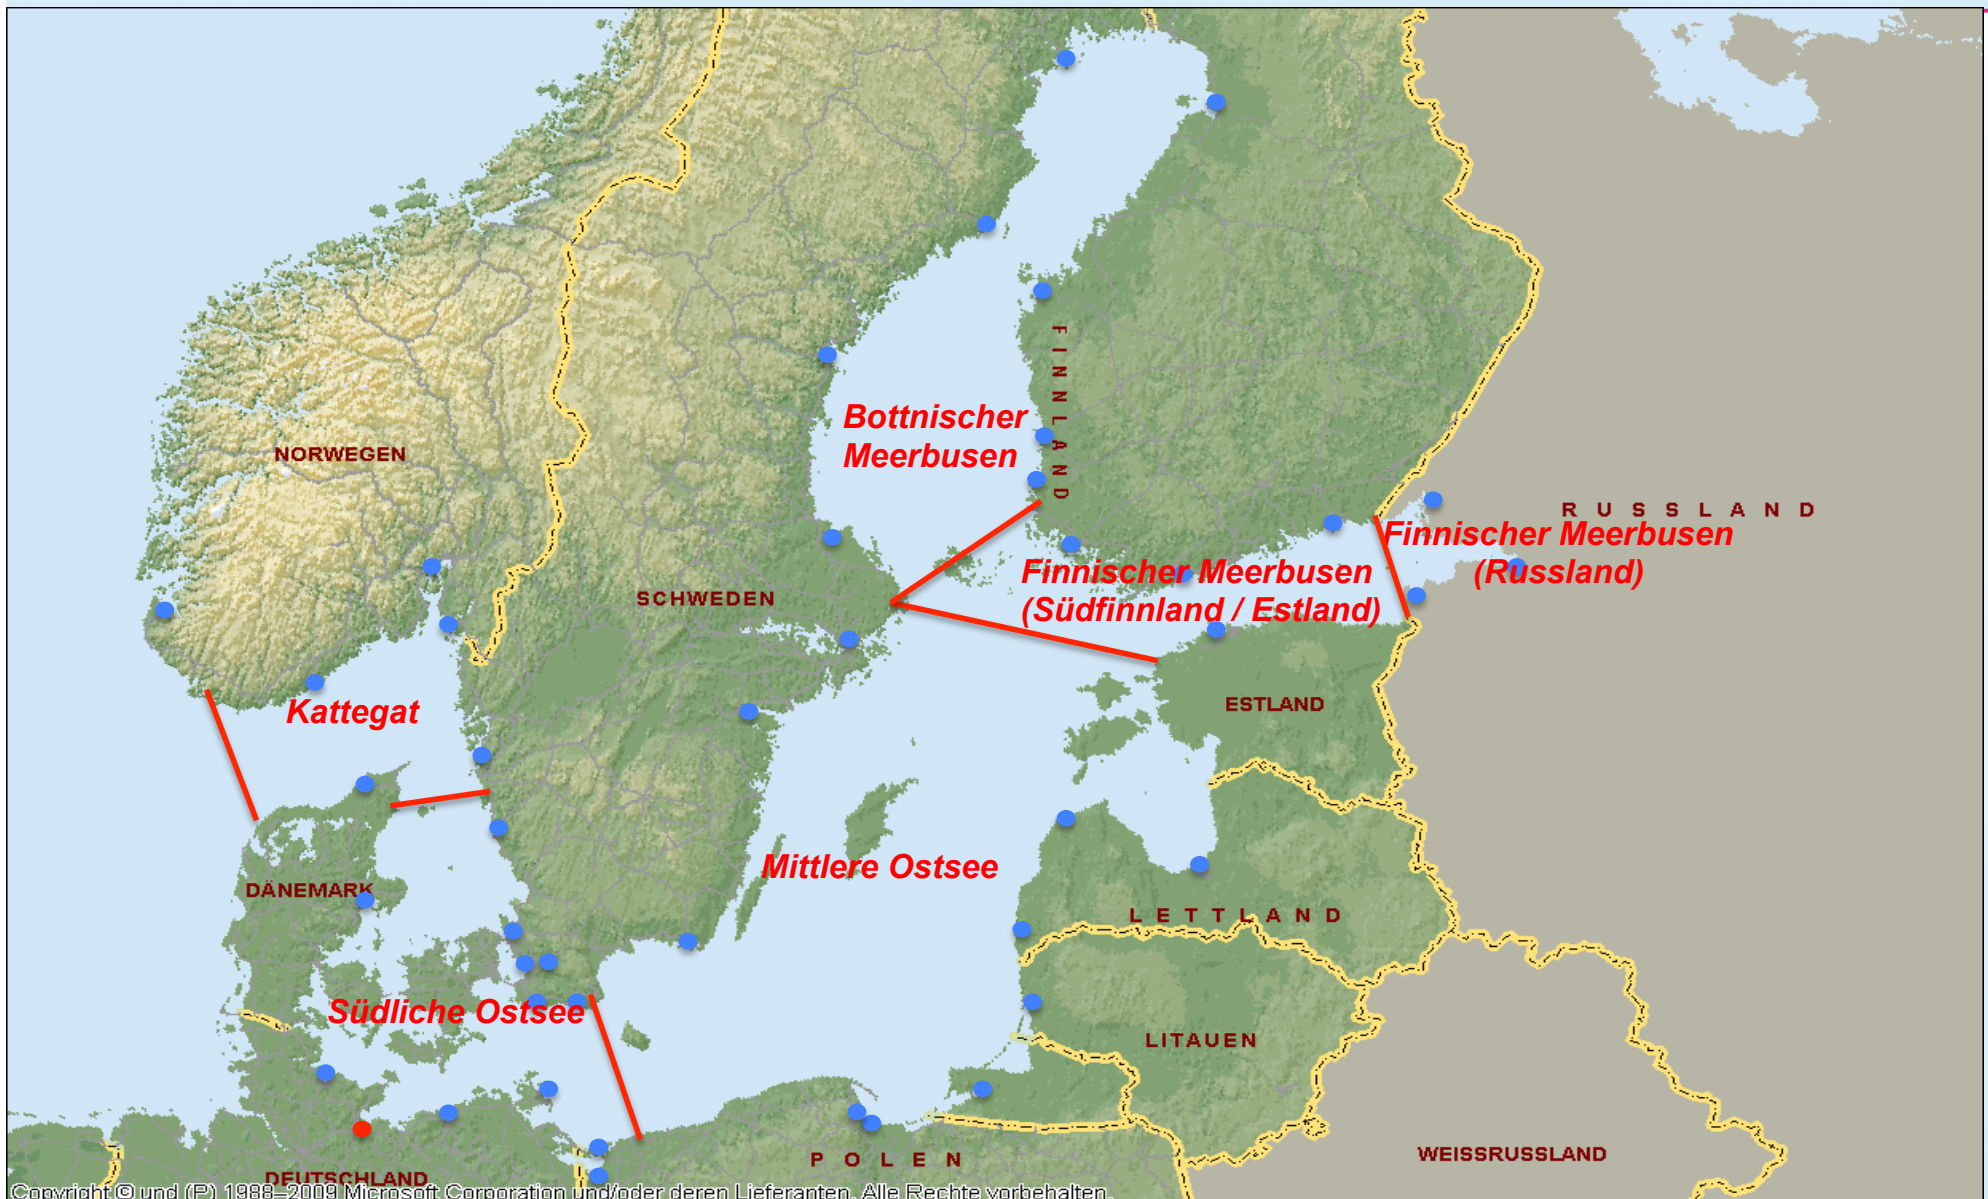 FINNLAND
Bottnischer
Meerbusen
NORWEGEN
RUSSLAND
Finnischer Meerbusen
(Russland)
Finnischer Meerbusen
(Südfinnland / Estland)
SCHWEDEN
Kattegat
ESTLAND
Mittlere Ostsee
DÄNEMARK
LETTLAND
Südliche Ostsee
LITAUEN
WEISSRUSSLAND
POLEN
DEUTSCHLAND
Copyright © und (P) 1988–2009 Microsoft Corporation und/oder deren Lieferanten. Alle Rechte vorbehalten.